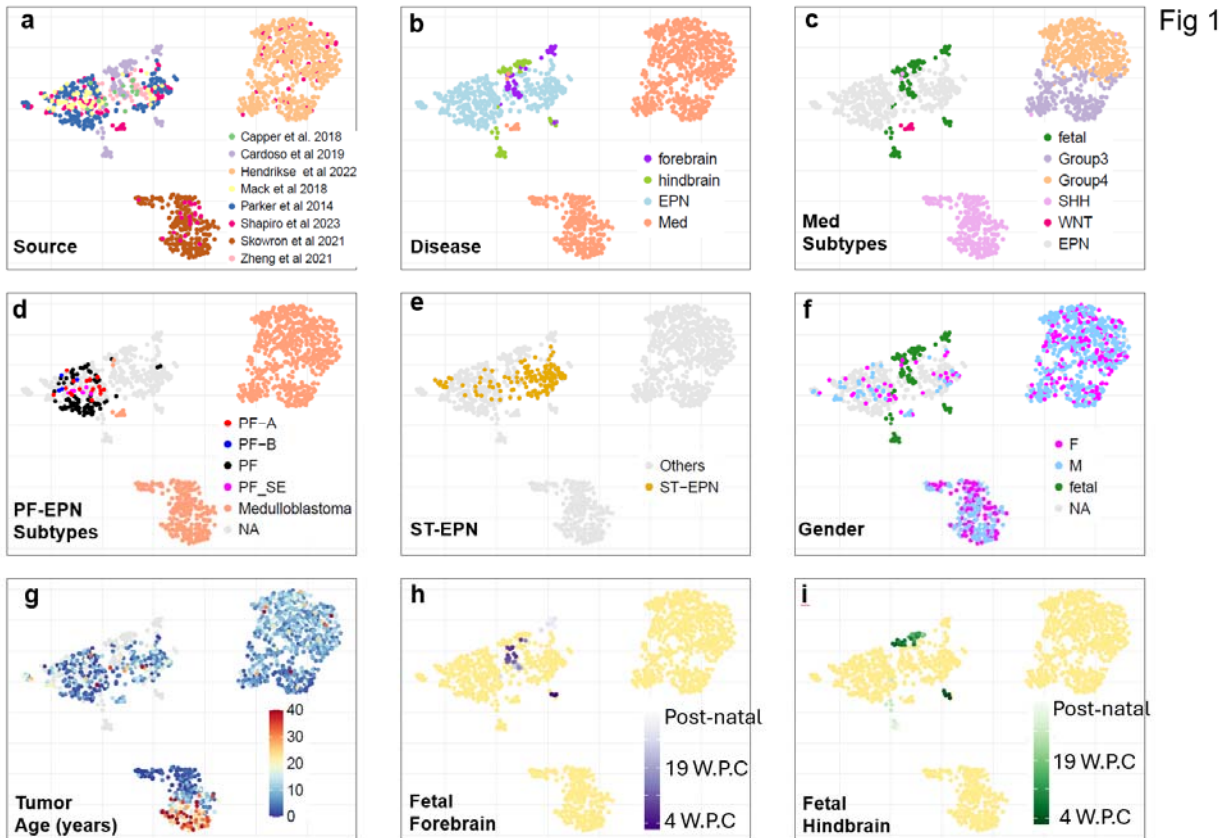 Fig 1
a
Capper et al. 2018
Cardoso et al 2019
Hendrikse et al 2022
Mack et al 2018
Parker et al 2014
Shapiro et al 2023
Skowron et al 2021
Zheng et al 2021
Source
b
forebrain
hindbrain
EPN
Med
Disease
c
fetal
Group3
Group4
SHH
WNT
EPN
Med
Subtypes
d
PF-A
PF-B
PF
PF_SE
Medulloblastoma
NA
PF-EPN
Subtypes
e
Others
ST-EPN
ST-EPN
f
F
M
fetal
NA
Gender
g
40
30
20
10
0
Tumor
Age (years)
h
Post-natal
19 W.P.C
4 W.P.C
Fetal
Forebrain
i
Post-natal
19 W.P.C
4 W.P.C
Fetal
Hindbrain